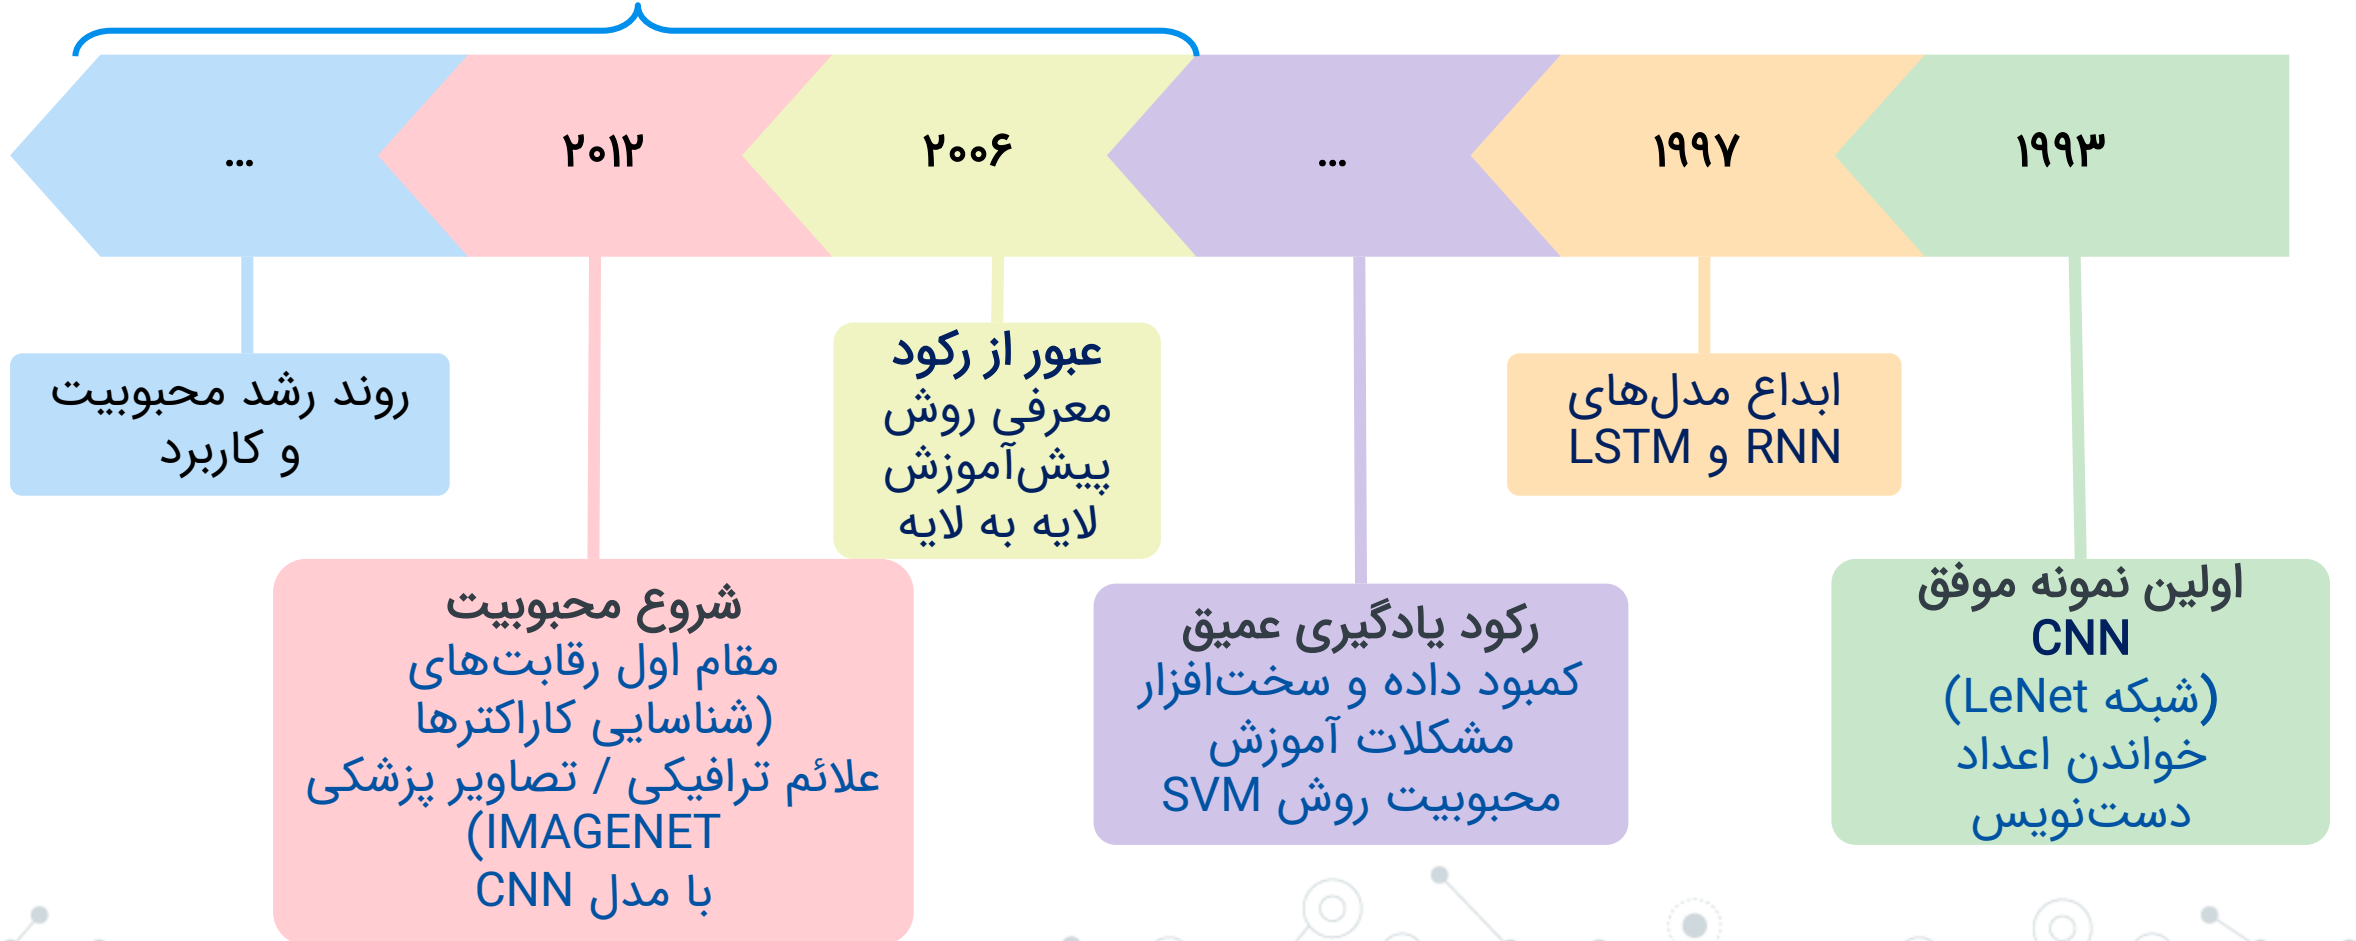 ۱۹۹۳
۱۹۹۷
...
۲۰۰۶
۲۰۱۲
...
اولین نمونه موفق
CNN
(شبکه LeNet)
خواندن اعداد
دست‌نویس
ابداع مدل‌های
RNN و LSTM
رکود یادگیری عمیق
کمبود داده و سخت‌افزار
مشکلات آموزش
محبوبیت روش SVM
عبور از رکود
معرفی روش
پیش‌آموزش
لایه به لایه
شروع محبوبیت
مقام اول رقابت‌های
(شناسایی کاراکترها
علائم ترافیکی / تصاویر پزشکی
IMAGENET)
با مدل CNN
روند رشد محبوبیت
و کاربرد